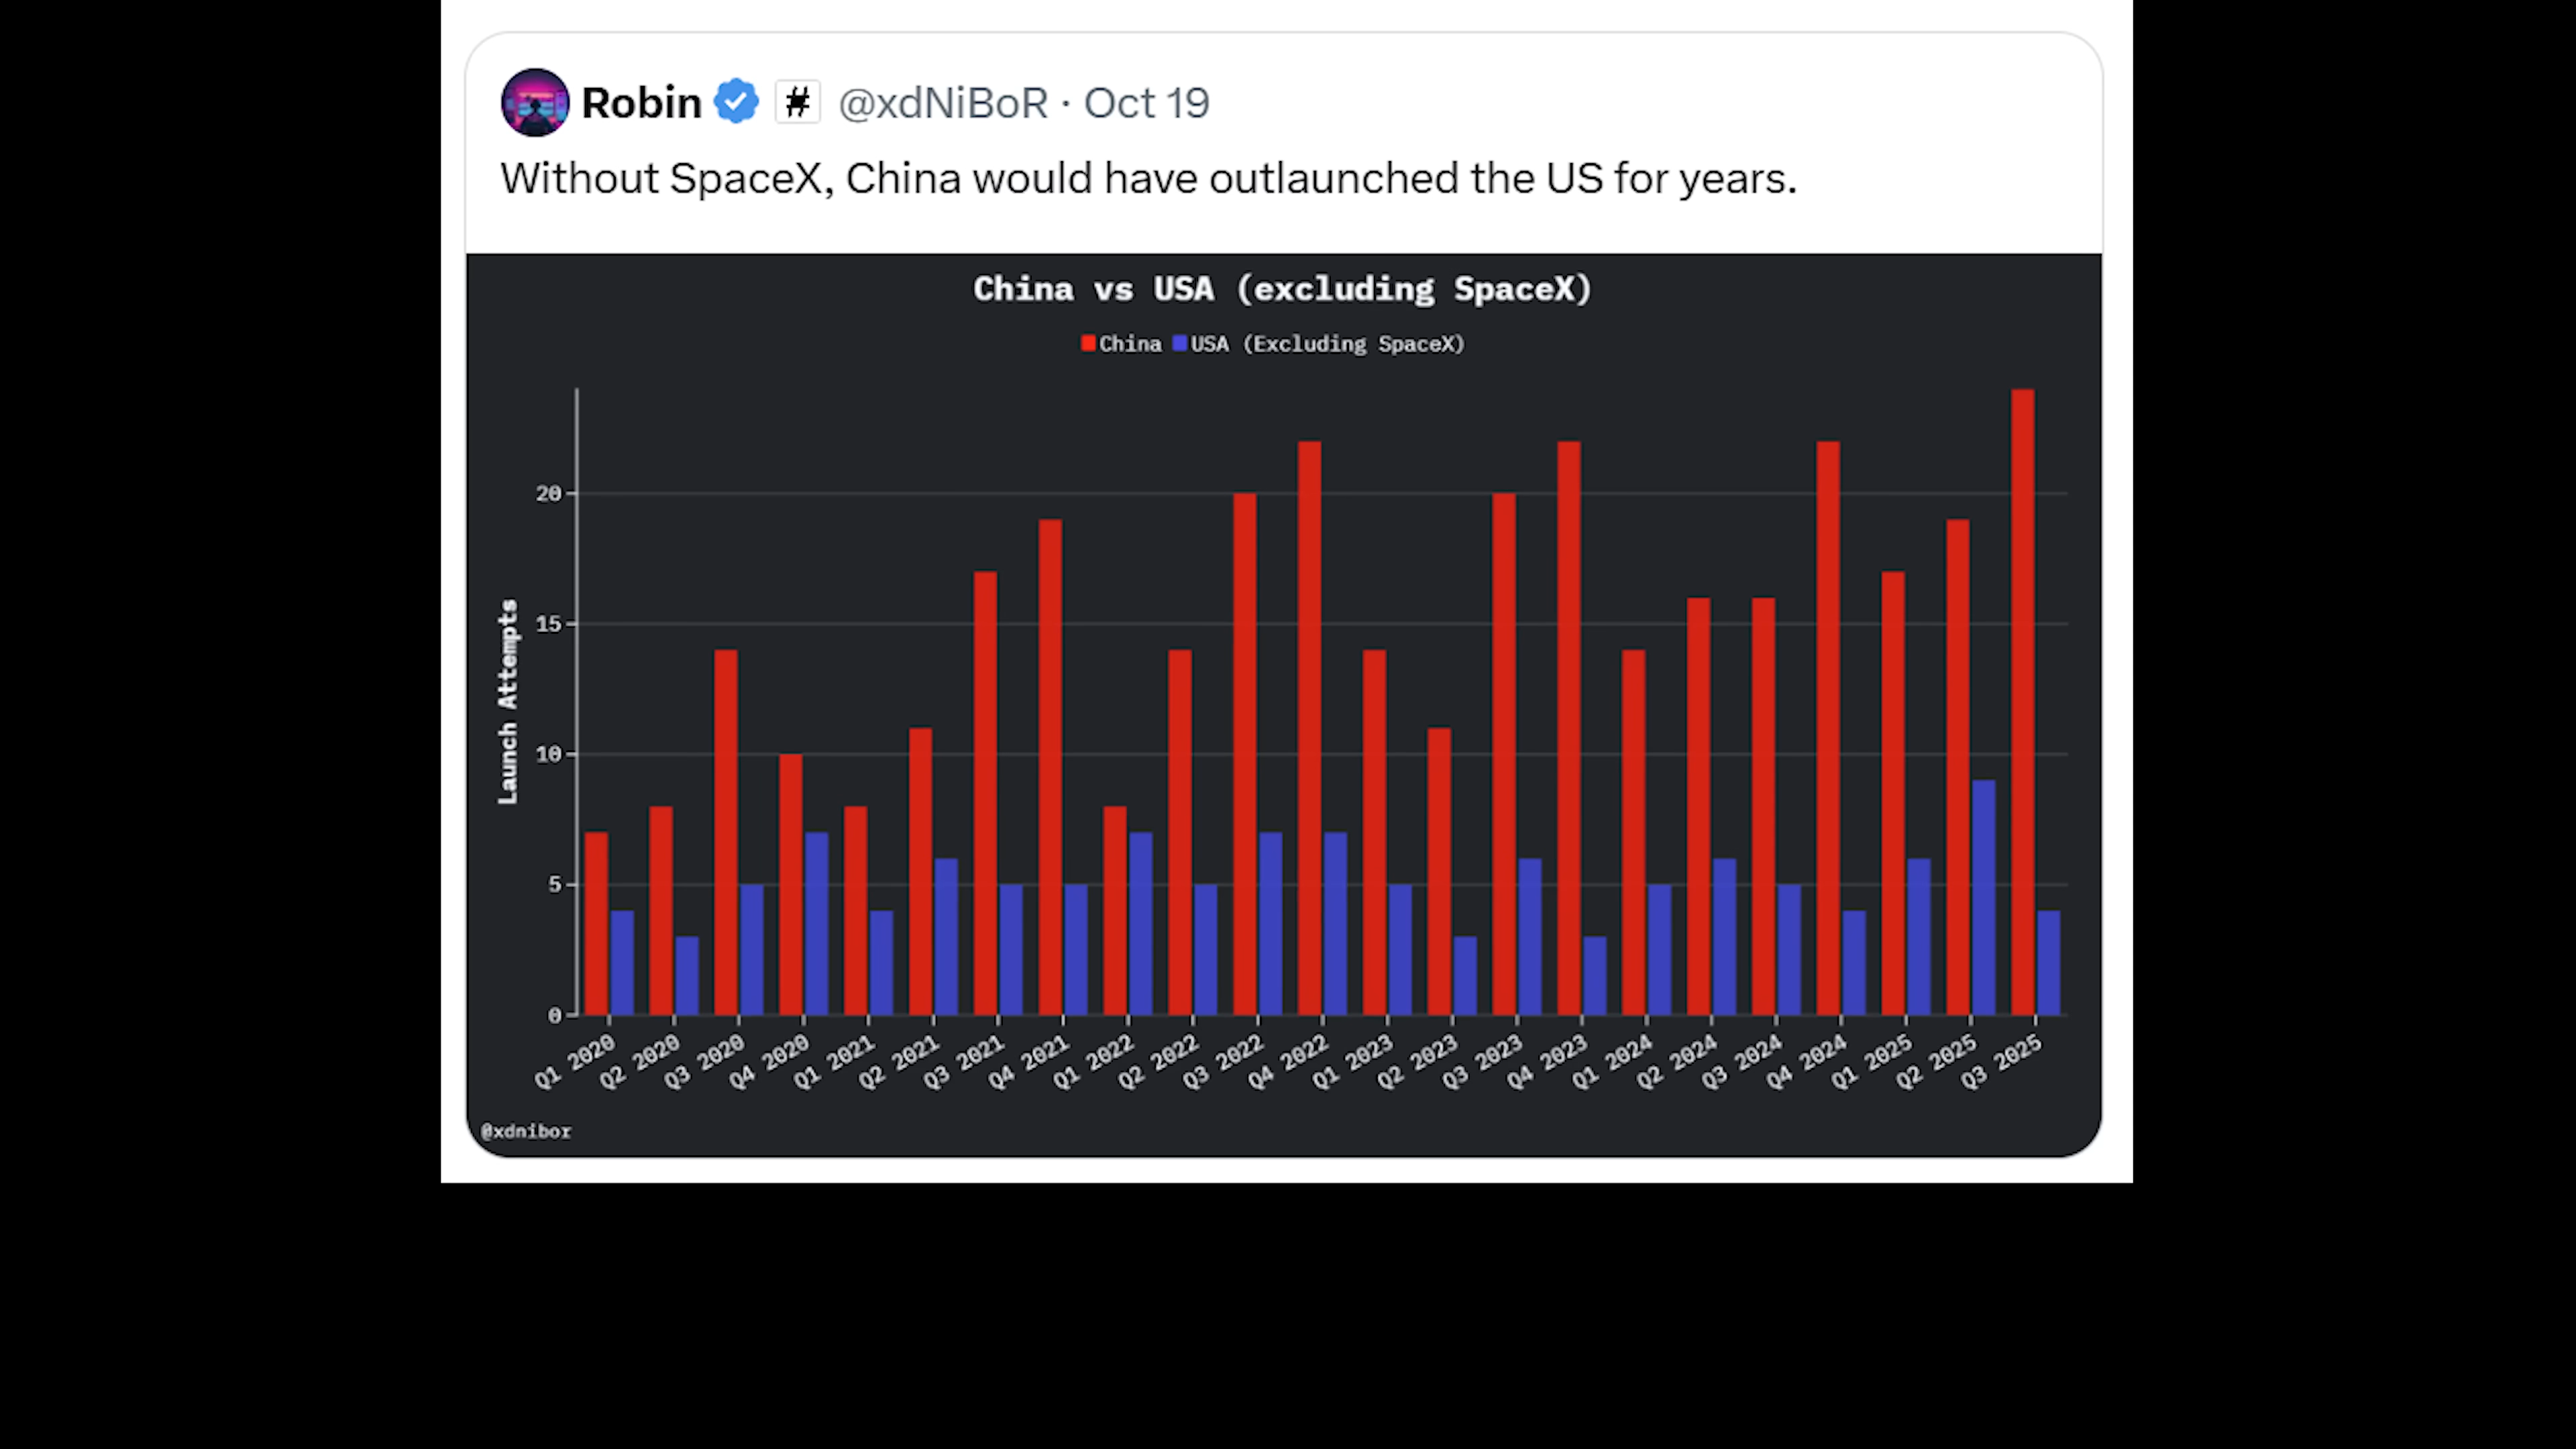 Robin # @xdNiBoR · Oct 19
Without SpaceX, China would have outlaunched the US for years.
China vs USA (excluding SpaceX)
China USA (Excluding SpaceX)
Launch Attempts
20
15
10
5
0
Q1 2020 Q2 2020 Q3 2020 Q4 2020 Q1 2021 Q2 2021 Q3 2021 Q4 2021 Q1 2022 Q2 2022 Q3 2022 Q4 2022 Q1 2023 Q2 2023 Q3 2023 Q4 2023 Q1 2024 Q2 2024 Q3 2024 Q4 2024 Q1 2025 Q2 2025 Q3 2025
@xdnibor